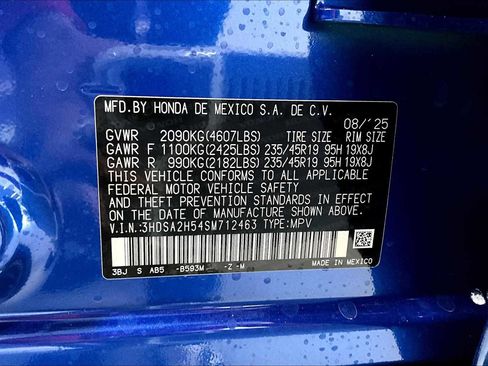 MFD.BY HONDA DE MEXICO S.A. DE C.V.
08/'25
GVWR 2090KG(4607LBS) TIRE SIZE RIM SIZE
GAWR F 1100KG(2425LBS) 235/45R19 95H 19X8J
GAWR R 990KG(2182LBS) 235/45R19 95H 19X8J
THIS VEHICLE CONFORMS TO ALL APPLICABLE
FEDERAL MOTOR VEHICLE SAFETY
AND THEFT PREVENTION STANDARDS IN EFFECT
ON THE DATE OF MANUFACTURE SHOWN ABOVE.
V.I.N.:3HDSA2H54SM712463 TYPE:MPV
3BJ S AB5 -B593M -Z -M
MADE IN MEXICO